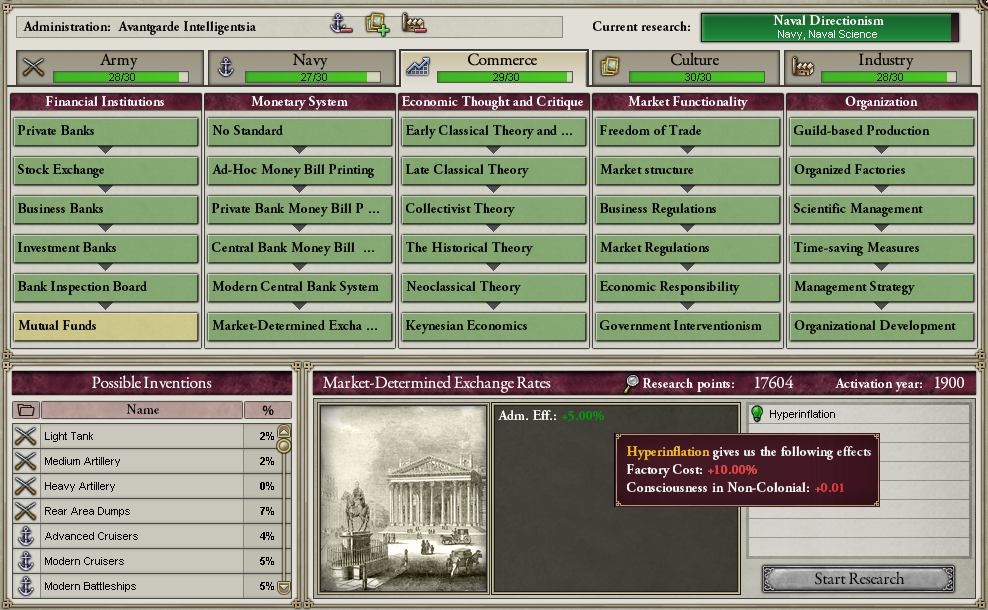 Administration: Avantgarde Intelligentsia
Current research:
Naval Directionism
Navy, Naval Science
Army
28/30
Navy
27/30
Commerce
29/30
Culture
30/30
Industry
28/30
Financial Institutions
Monetary System
Economic Thought and Critique
Market Functionality
Organization
Private Banks
No Standard
Early Classical Theory and ...
Freedom of Trade
Guild-based Production
Stock Exchange
Ad-Hoc Money Bill Printing
Late Classical Theory
Market structure
Organized Factories
Business Banks
Private Bank Money Bill P ...
Collectivist Theory
Business Regulations
Scientific Management
Investment Banks
Central Bank Money Bill ...
The Historical Theory
Market Regulations
Time-saving Measures
Bank Inspection Board
Modern Central Bank System
Neoclassical Theory
Economic Responsibility
Management Strategy
Mutual Funds
Market-Determined Excha ...
Keynesian Economics
Government Interventionism
Organizational Development
Possible Inventions
Name
%
Light Tank
2%
Medium Artillery
2%
Heavy Artillery
0%
Rear Area Dumps
7%
Advanced Cruisers
4%
Modern Cruisers
5%
Modern Battleships
5%
Market-Determined Exchange Rates
Research points: 17604
Activation year: 1900
Adm. Eff.: +5.00%
Hyperinflation
Hyperinflation gives us the following effects
Factory Cost: +10.00%
Consciousness in Non-Colonial: +0.01
Start Research